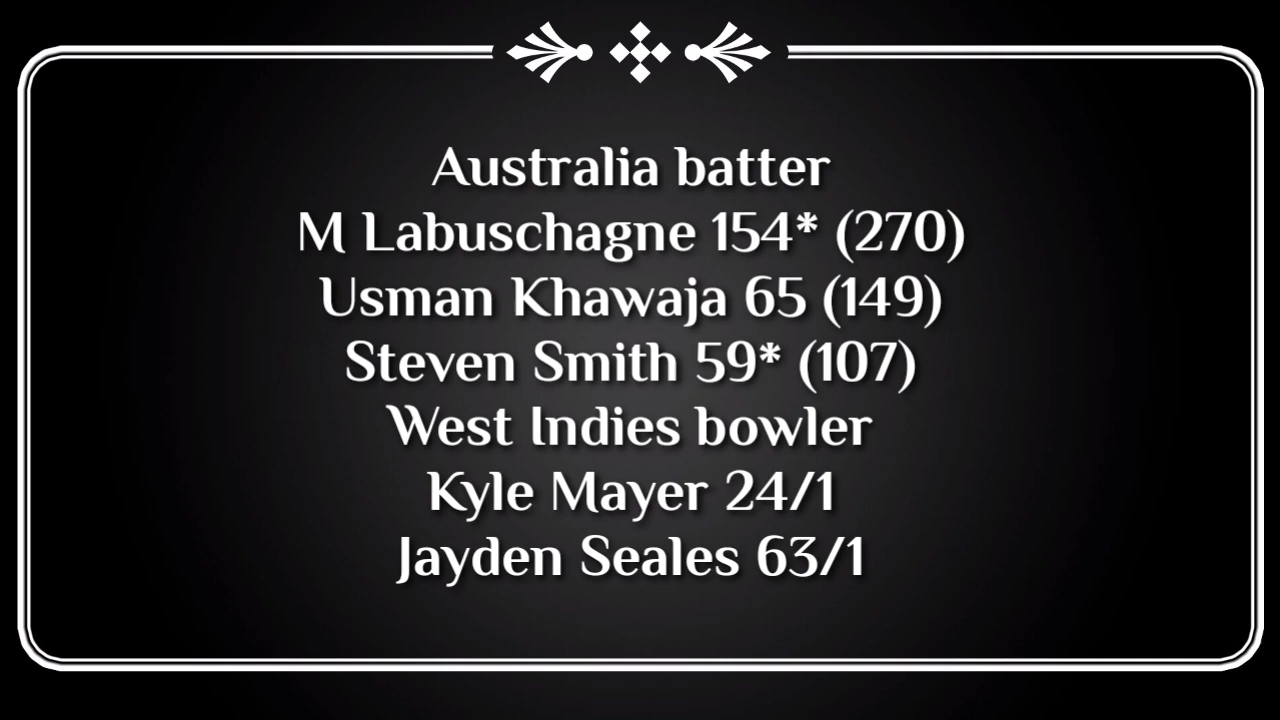 Australia batter
M Labuschagne 154* (270)
Usman Khawaja 65 (149)
Steven Smith 59* (107)
West Indies bowler
Kyle Mayer 24/1
Jayden Seales 63/1